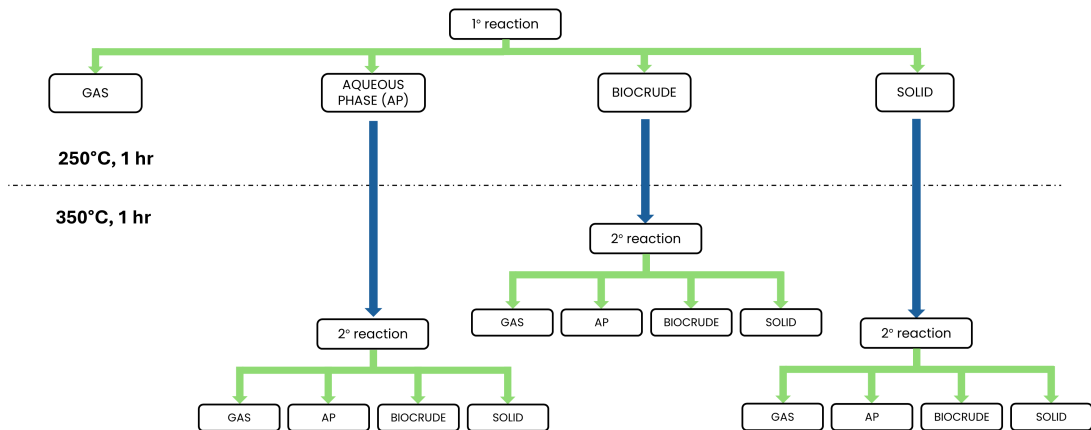 1° reaction
GAS
AQUEOUS
PHASE (AP)
BIOCRUDE
SOLID
250°C, 1 hr
350°C, 1 hr
2° reaction
GAS
AP
BIOCRUDE
SOLID
2° reaction
2° reaction
GAS
AP
BIOCRUDE
SOLID
GAS
AP
BIOCRUDE
SOLID